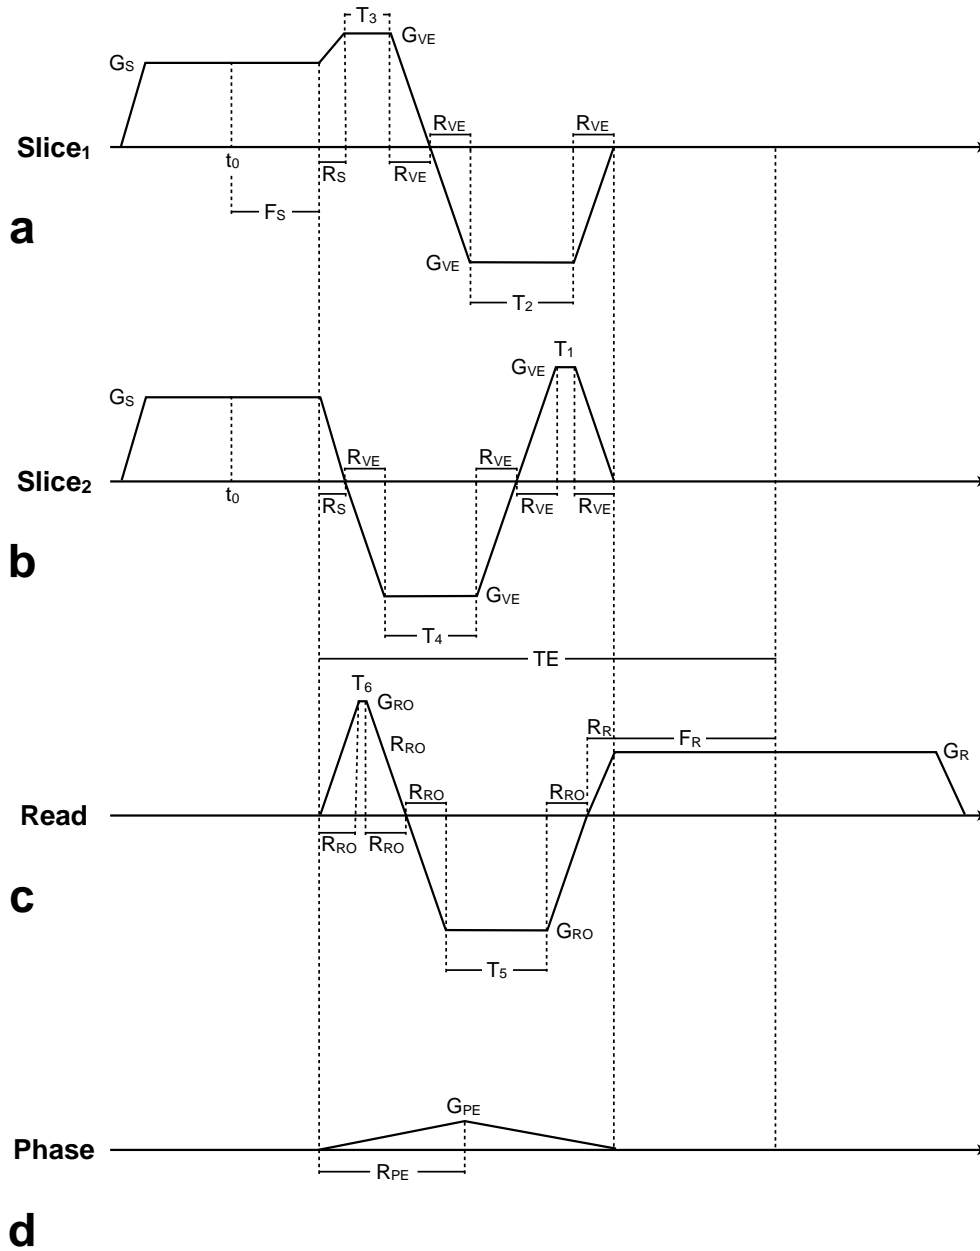 T3
GVE
GS
RVE
RVE
Slice1
t0
RS
RVE
FS
a
GVE
T2
T1
GVE
GS
RVE
RVE
Slice2
t0
RS
RVE
RVE
b
GVE
T4
TE
T6
GRO
RR
FR
RRO
GR
RRO
RRO
Read
RRO
RRO
c
GRO
T5
GPE
Phase
RPE
d